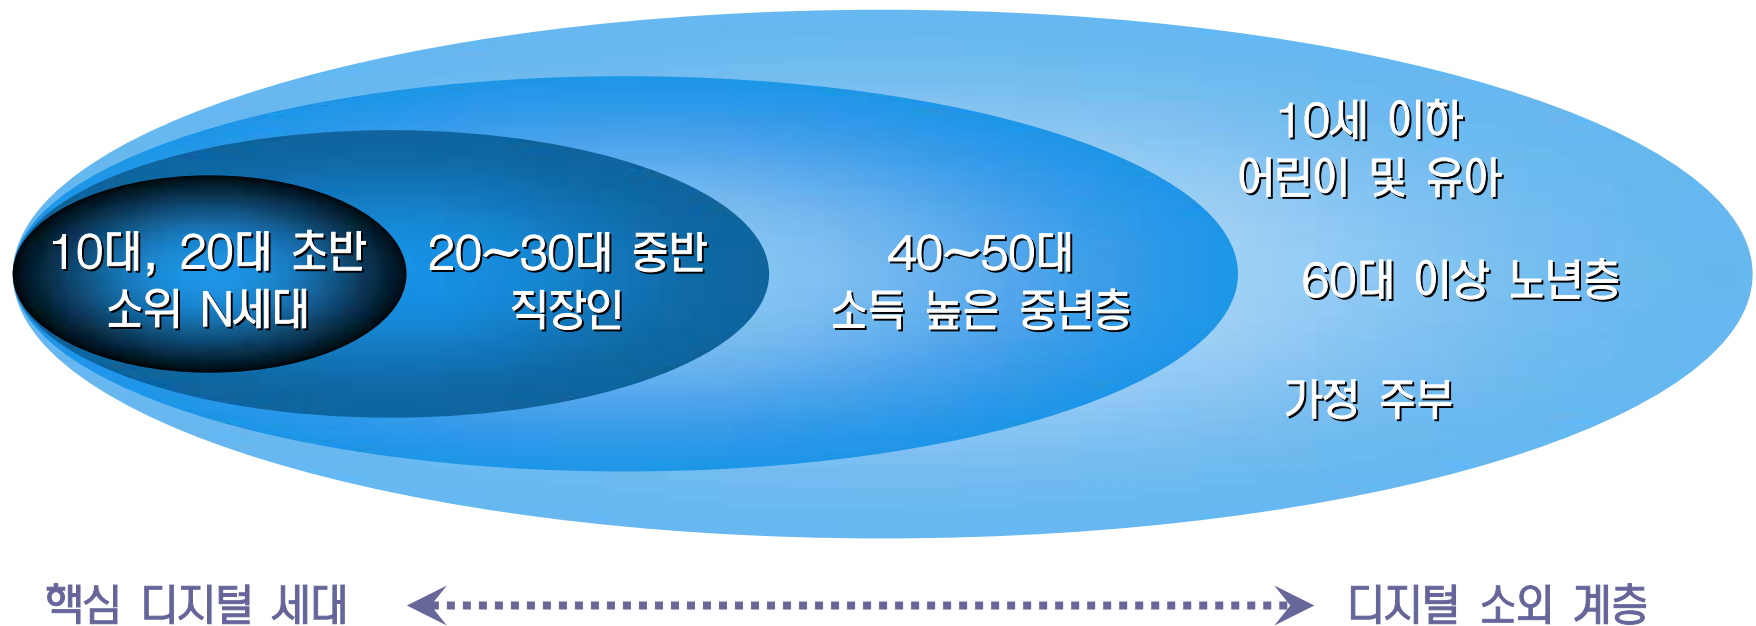 10대, 20대 초반
소위 N세대
20~30대 중반
직장인
40~50대
소득 높은 중년층
10세 이하
어린이 및 유아
60대 이상 노년층
가정 주부
핵심 디지털 세대
디지털 소외 계층